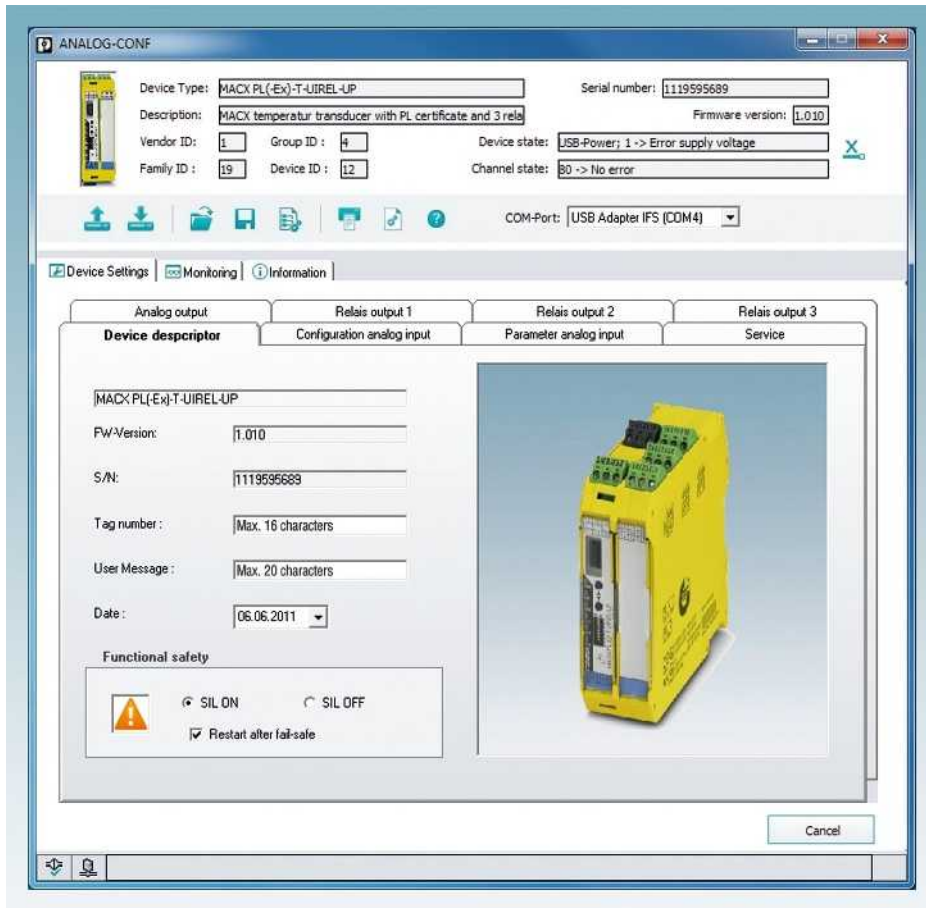 ANALOG-CONF
Device Type: MACX PL(-Ex)-T-UIREL-UP Serial number: 1119595689
Description: MACX temperatur transducer with PL certificate and 3 rela Firmware version: 1.010
Vendor ID: 1 Group ID : 4 Device state: USB-Power; 1 -> Error supply voltage
Family ID : 19 Device ID : 12 Channel state: 80 -> No error
COM-Port: USB Adapter IFS (COM4)
Device Settings Monitoring Information
Analog output Relais output 1 Relais output 2 Relais output 3
Device despcriptor Configuration analog input Parameter analog input Service
MACX PL(-Ex)-T-UIREL-UP
FW-Version: 1.010
S/N: 1119595689
Tag number : Max. 16 characters
User Message : Max. 20 characters
Date : 06.06.2011
Functional safety
SIL ON SIL OFF
Restart after fail-safe
Cancel